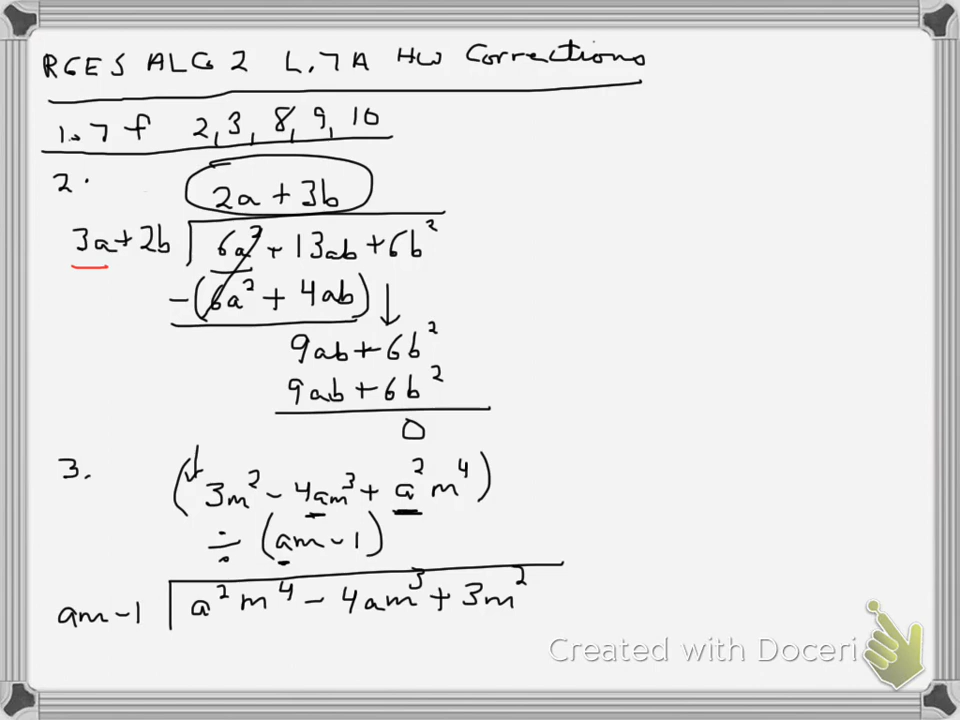 RGES ALG 2 L.7A HW Corrections
1.7 f 2, 3, 8, 9, 10
2.
2a + 3b
3a + 2b 6a² + 13ab + 6b²
-(6a² + 4ab) ↓
9ab + 6b²
9ab + 6b²
0
3. (3m² - 4am³ + a²m⁴)
÷ (am - 1)
am - 1 a²m⁴ - 4am³ + 3m²
Created with Doceri